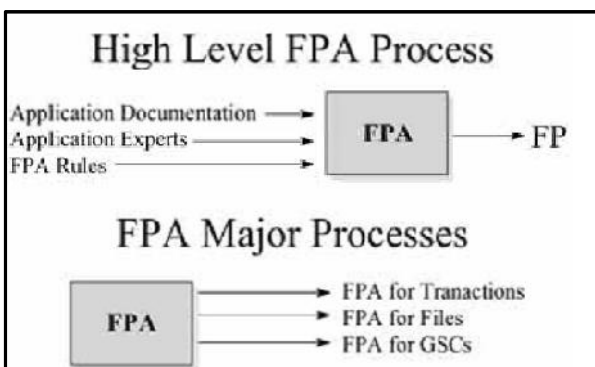 High Level FPA Process
Application Documentation
Application Experts
FPA Rules
FPA
FP
FPA Major Processes
FPA
FPA for Tranactions
FPA for Files
FPA for GSCs